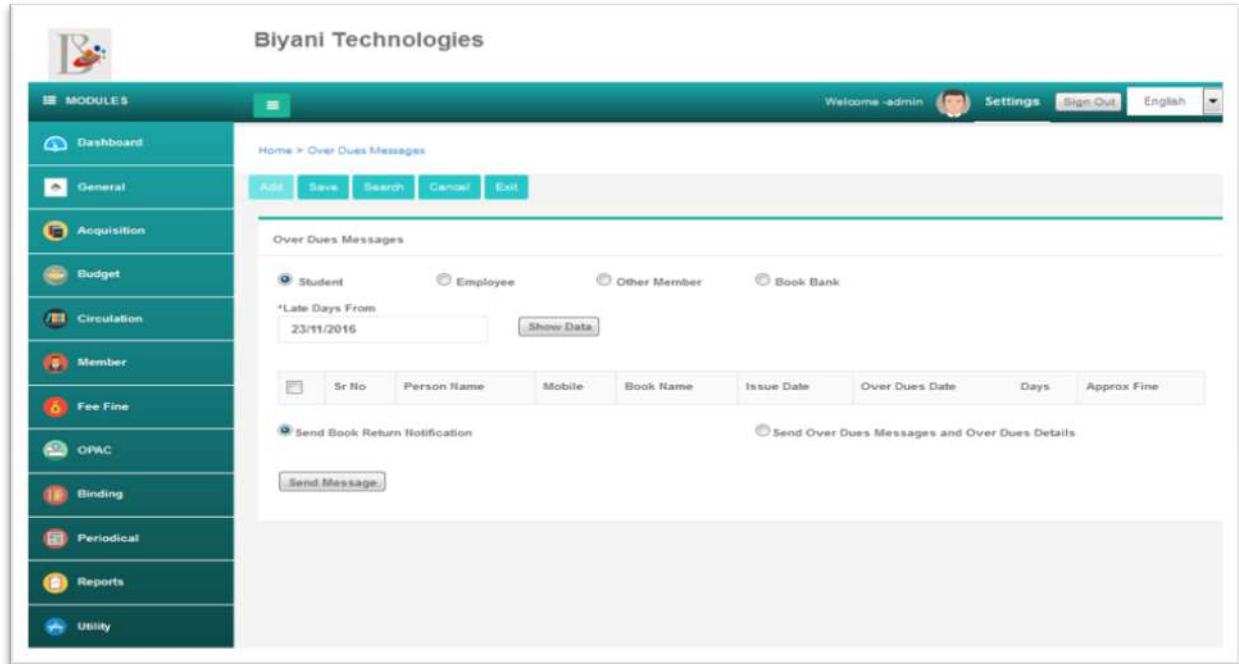 Biyani Technologies
MODULES
Welcome -admin Settings Sign Out English
Dashboard
General
Acquisition
Budget
Circulation
Member
Fee Fine
OPAC
Binding
Periodical
Reports
Utility
Home > Over Dues Messages
Add Save Search Cancel Exit
Over Dues Messages
Student Employee Other Member Book Bank
*Late Days From
23/11/2016 Show Data
Sr No Person Name Mobile Book Name Issue Date Over Dues Date Days Approx Fine
Send Book Return Notification Send Over Dues Messages and Over Dues Details
Send Message